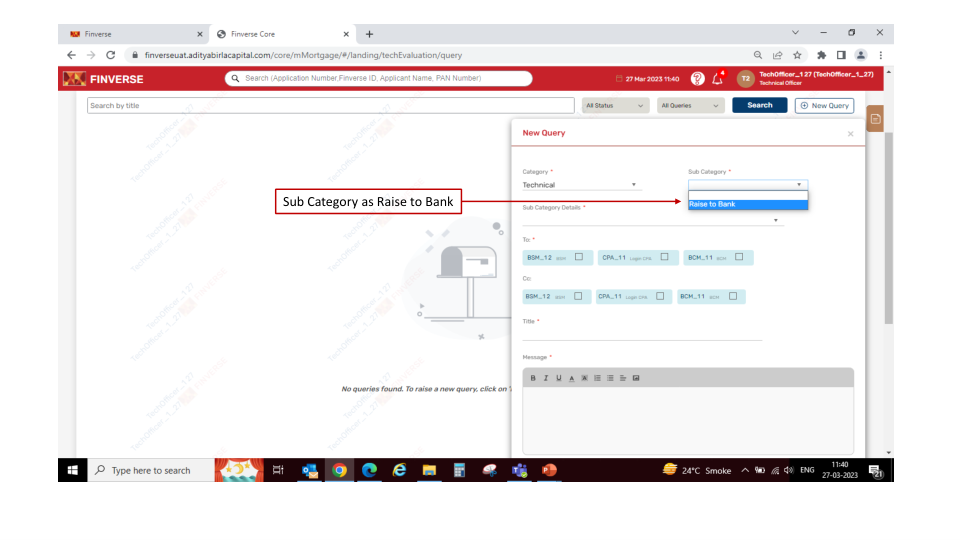 Finverse
Finverse Core
finverseuat.adityabirlacapital.com/core/mMortgage/#/landing/techEvaluation/query
FINVERSE
Search (Application Number,Finverse ID, Applicant Name, PAN Number)
27 Mar 2023 11:40
4
T2
TechOfficer_127 (TechOfficer_1_27)
Technical Officer
Search by title
All Status
All Queries
Search
New Query
New Query
Category *
Sub Category *
Technical
Raise to Bank
Sub Category as Raise to Bank
Sub Category Details *
To: *
BSM_12 BSM
CPA_11 Login CPA
BCM_11 BCM
Cc:
BSM_12 BSM
CPA_11 Login CPA
BCM_11 BCM
Title *
Message *
B I U A
No queries found. To raise a new query, click on
TechOfficer_1_27
Type here to search
24°C Smoke
ENG
11:40
27-03-2023
21